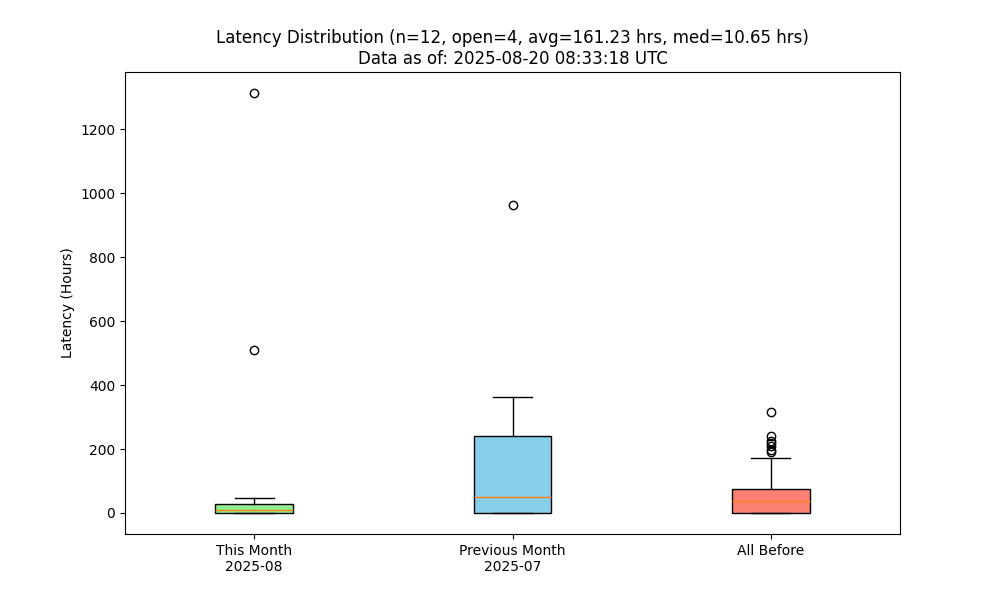 Latency Distribution (n=12, open=4, avg=161.23 hrs, med=10.65 hrs)
Data as of: 2025-08-20 08:33:18 UTC
Latency (Hours)
1200
1000
800
600
400
200
0
This Month
2025-08
Previous Month
2025-07
All Before